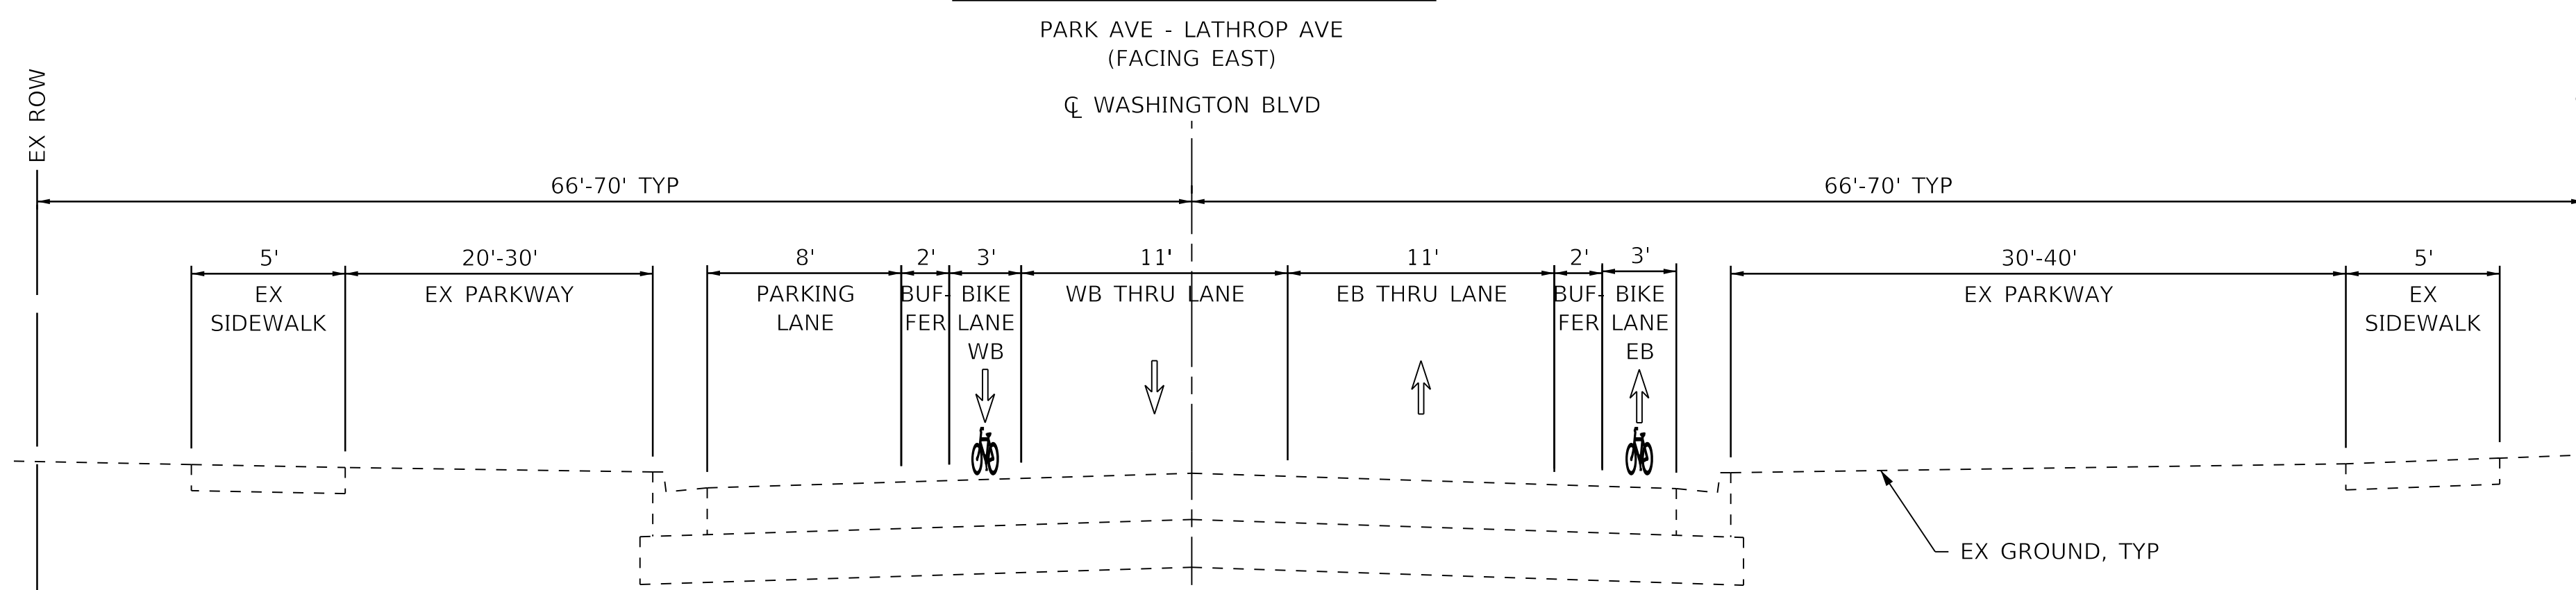 PARK AVE - LATHROP AVE
(FACING EAST)
℄ WASHINGTON BLVD
EX ROW
66'-70' TYP
66'-70' TYP
5'
20'-30'
8'
2'
3'
11'
11'
2'
3'
30'-40'
5'
EX
SIDEWALK
EX PARKWAY
PARKING
LANE
BUF-
FER
BIKE
LANE
WB
WB THRU LANE
EB THRU LANE
BUF-
FER
BIKE
LANE
EB
EX PARKWAY
EX
SIDEWALK
EX GROUND, TYP